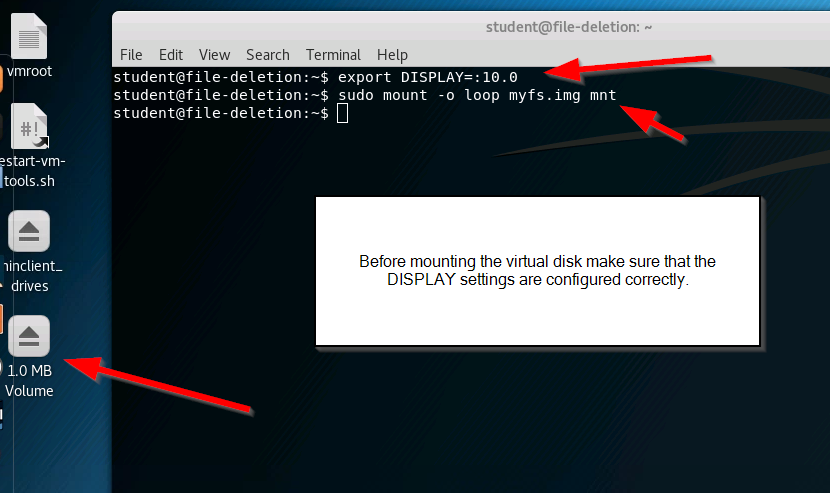 student@file-deletion: ~
File Edit View Search Terminal Help
student@file-deletion:~$ export DISPLAY=:10.0
student@file-deletion:~$ sudo mount -o loop myfs.img mnt
student@file-deletion:~$
vmroot
#!
estart-vm-
tools.sh
hinclient_
drives
1.0 MB
Volume
Before mounting the virtual disk make sure that the
DISPLAY settings are configured correctly.